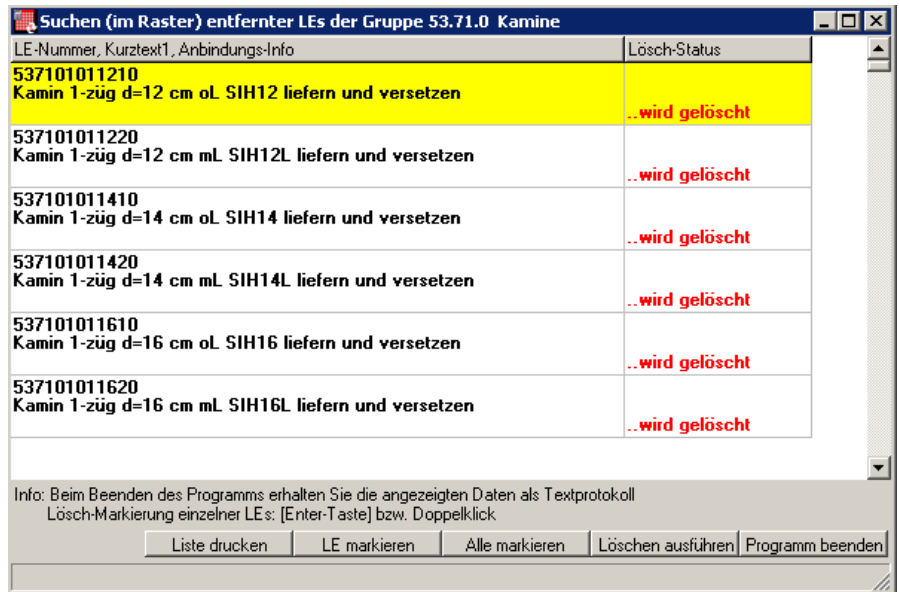 Suchen (im Raster) entfernter LEs der Gruppe 53.71.0 Kamine
LE-Nummer, Kurztext1, Anbindungs-Info Lösch-Status
537101011210
Kamin 1-züg d=12 cm oL SIH12 liefern und versetzen
..wird gelöscht
537101011220
Kamin 1-züg d=12 cm mL SIH12L liefern und versetzen
..wird gelöscht
537101011410
Kamin 1-züg d=14 cm oL SIH14 liefern und versetzen
..wird gelöscht
537101011420
Kamin 1-züg d=14 cm mL SIH14L liefern und versetzen
..wird gelöscht
537101011610
Kamin 1-züg d=16 cm oL SIH16 liefern und versetzen
..wird gelöscht
537101011620
Kamin 1-züg d=16 cm mL SIH16L liefern und versetzen
..wird gelöscht
Info: Beim Beenden des Programms erhalten Sie die angezeigten Daten als Textprotokoll
Lösch-Markierung einzelner LEs: [Enter-Taste] bzw. Doppelklick
Liste drucken LE markieren Alle markieren Löschen ausführen Programm beenden